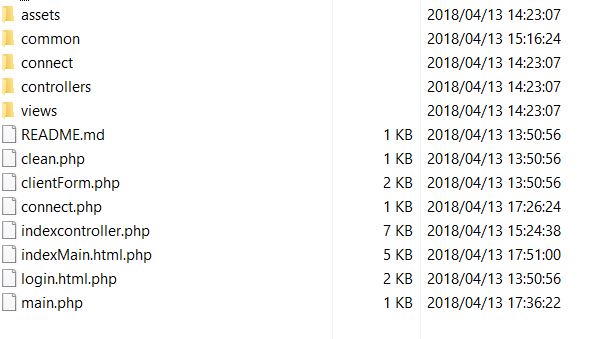 assets 2018/04/13 14:23:07
common 2018/04/13 15:16:24
connect 2018/04/13 14:23:07
controllers 2018/04/13 14:23:07
views 2018/04/13 14:23:07
README.md 1 KB 2018/04/13 13:50:56
clean.php 1 KB 2018/04/13 13:50:56
clientForm.php 2 KB 2018/04/13 13:50:56
connect.php 1 KB 2018/04/13 17:26:24
indexcontroller.php 7 KB 2018/04/13 15:24:38
indexMain.html.php 5 KB 2018/04/13 17:51:00
login.html.php 2 KB 2018/04/13 13:50:56
main.php 1 KB 2018/04/13 17:36:22